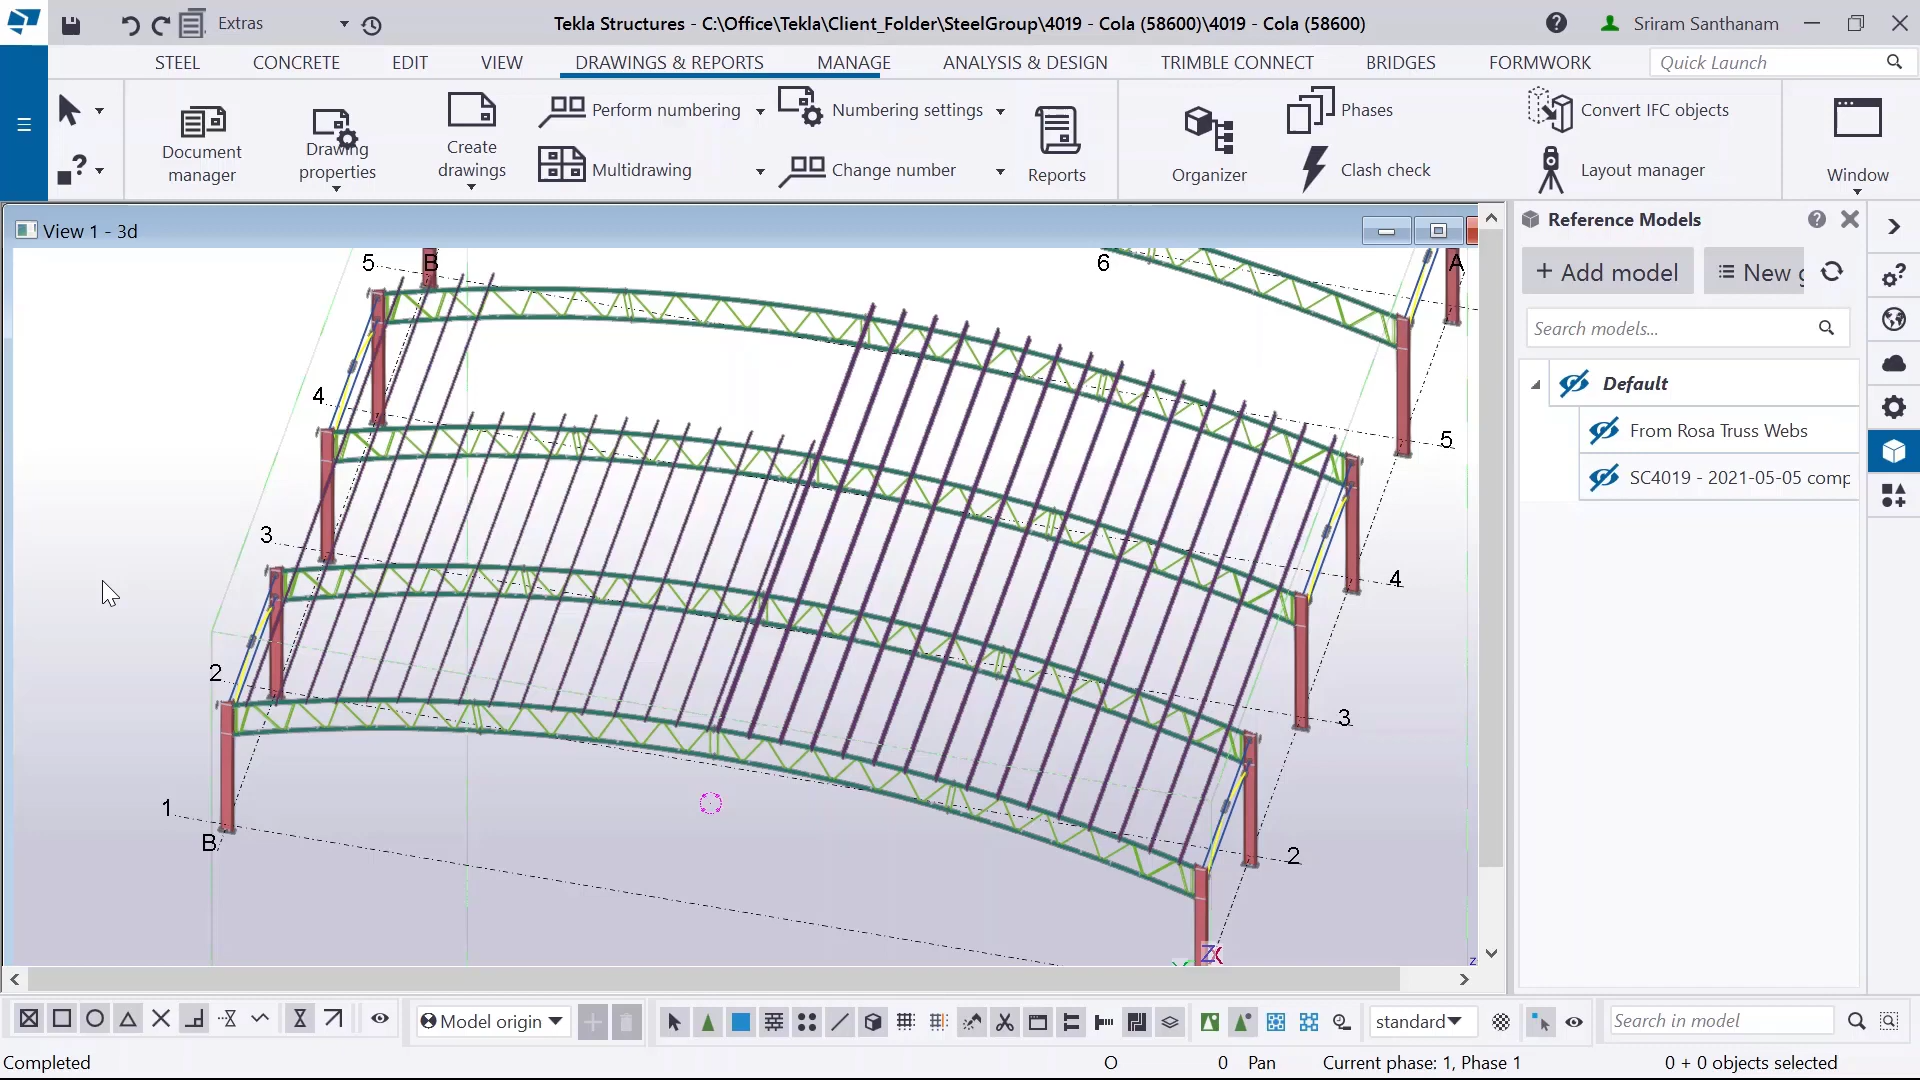 Extras
Tekla Structures - C:\Office\Tekla\Client_Folder\SteelGroup\4019 - Cola (58600)\4019 - Cola (58600)
Sriram Santhanam
STEEL CONCRETE EDIT VIEW DRAWINGS & REPORTS MANAGE ANALYSIS & DESIGN TRIMBLE CONNECT BRIDGES FORMWORK
Quick Launch
Document manager
Drawing properties
Create drawings
Perform numbering
Multidrawing
Numbering settings
Change number
Reports
Organizer
Phases
Clash check
Convert IFC objects
Layout manager
Window
View 1 - 3d
5 B 6 A
4 5
3 4
2 3
1 B 2
Z X
z
Reference Models
+ Add model
New g
Search models...
Default
From Rosa Truss Webs
SC4019 - 2021-05-05 comp
Model origin
standard
Search in model
Completed
O 0 Pan Current phase: 1, Phase 1 0 + 0 objects selected